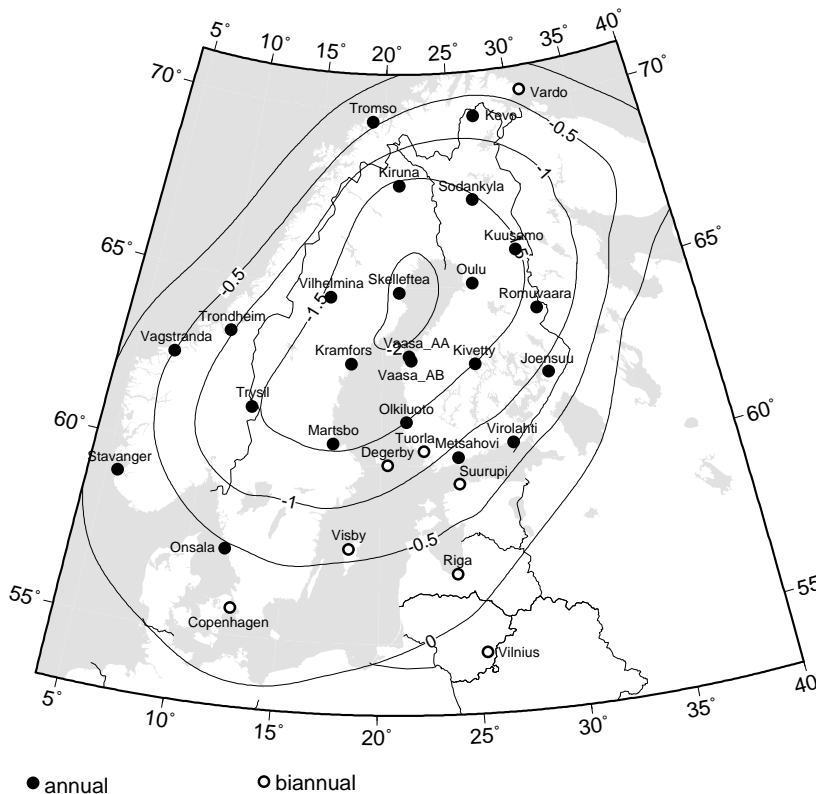 5°
10°
15°
20°
25°
30°
35°
40°
70°
70°
Vardo
Tromso
Kevo
-0.5
-1
Kiruna
Sodankyla
Kuusamo
65°
65°
-0.5
Vilhelmina
Skelleftea
Oulu
Romuvaara
-1.5
Trondheim
Vagstranda
Kramfors
-2
Vaasa_AA
Kivetty
Joensuu
Vaasa_AB
Trysil
60°
60°
Olkiluoto
Martsbo
Tuorla
Virolahti
Degerby
Metsahovi
Stavanger
Suurupi
-1
Onsala
Visby
-0.5
Riga
55°
55°
Copenhagen
0
Vilnius
5°
10°
15°
20°
25°
30°
35°
40°
annual
biannual